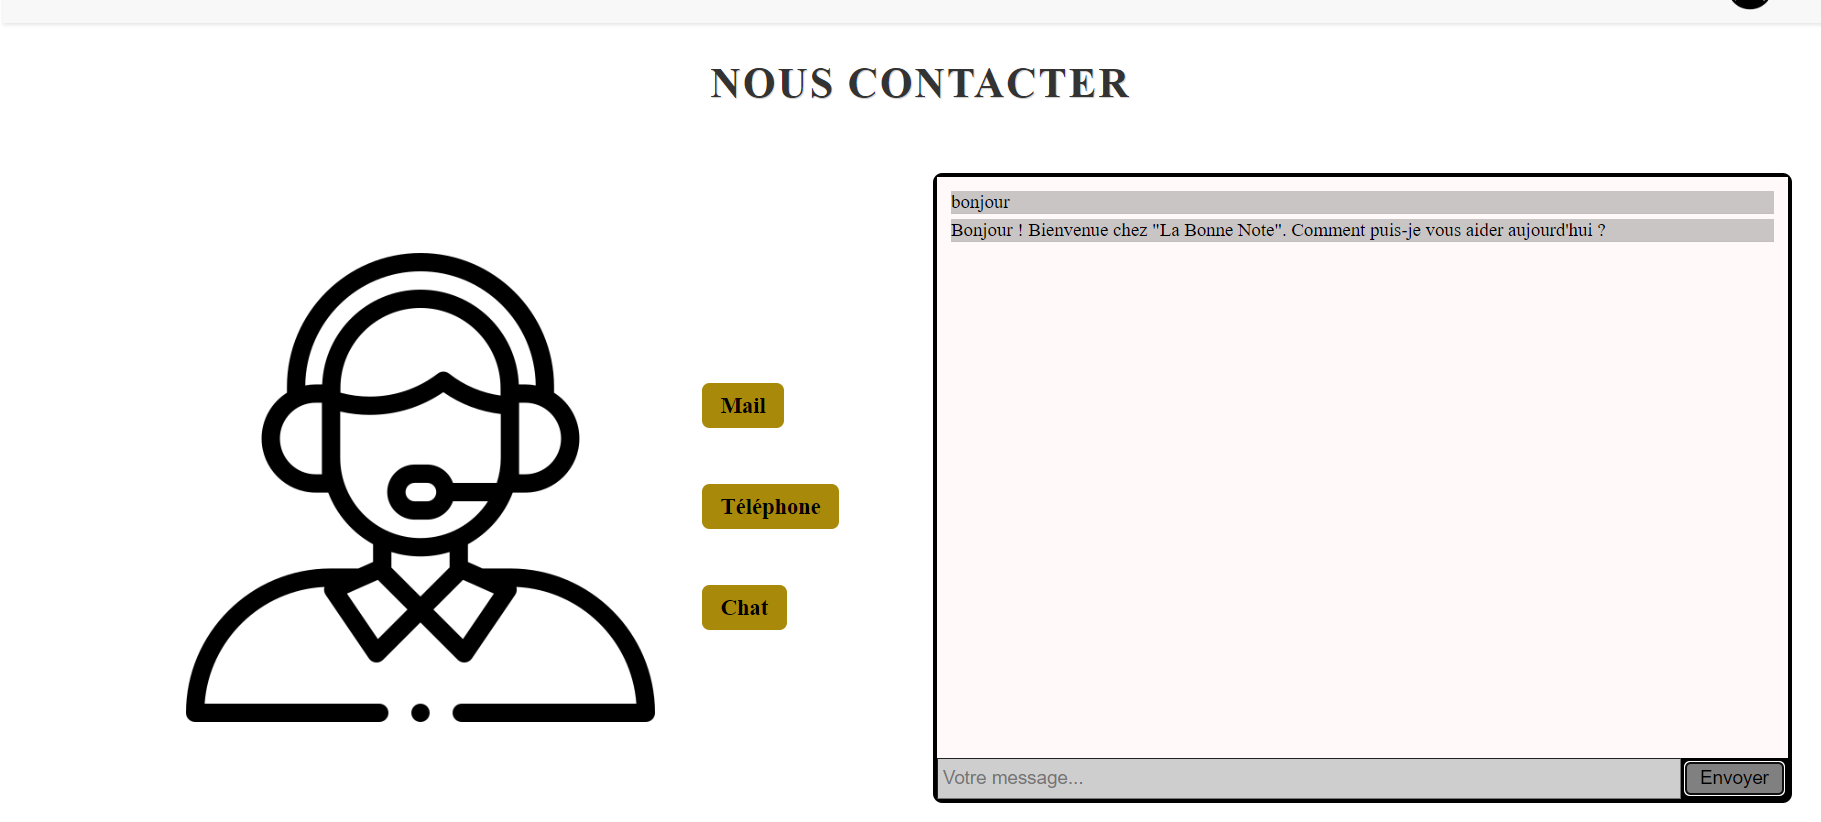 NOUS CONTACTER
Mail
Téléphone
Chat
bonjour
Bonjour ! Bienvenue chez "La Bonne Note". Comment puis-je vous aider aujourd'hui ?
Votre message...
Envoyer